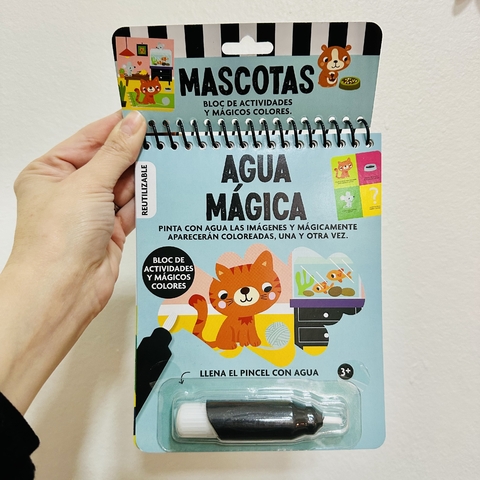 MASCOTAS
BLOC DE ACTIVIDADES
Y MÁGICOS COLORES.
REUTILIZABLE
AGUA
MÁGICA
PINTA CON AGUA LAS IMÁGENES Y MÁGICAMENTE
APARECERÁN COLOREADAS, UNA Y OTRA VEZ.
BLOC DE
ACTIVIDADES
Y MÁGICOS
COLORES
LLENA EL PINCEL CON AGUA
3+
?